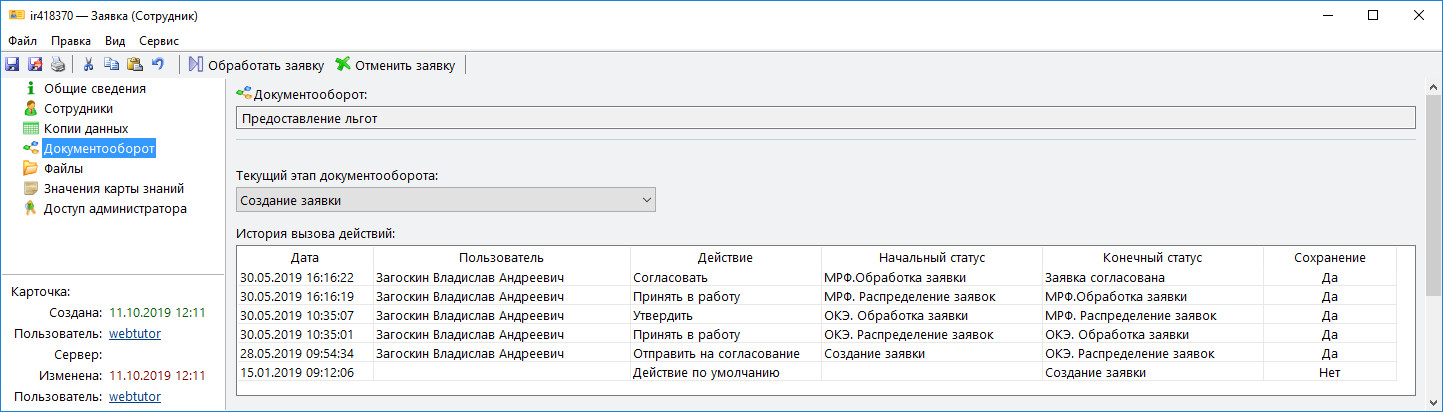 ir418370 — Заявка (Сотрудник)
Файл Правка Вид Сервис
Обработать заявку Отменить заявку
Общие сведения
Сотрудники
Копии данных
Документооборот
Файлы
Значения карты знаний
Доступ администратора
Карточка:
Создана: 11.10.2019 12:11
Пользователь: webtutor
Сервер:
Изменена: 11.10.2019 12:11
Пользователь: webtutor
Документооборот:
Предоставление льгот
Текущий этап документооборота:
Создание заявки
История вызова действий:
Дата Пользователь Действие Начальный статус Конечный статус Сохранение
30.05.2019 16:16:22 Загоскин Владислав Андреевич Согласовать МРФ.Обработка заявки Заявка согласована Да
30.05.2019 16:16:19 Загоскин Владислав Андреевич Принять в работу МРФ. Распределение заявок МРФ.Обработка заявки Да
30.05.2019 10:35:07 Загоскин Владислав Андреевич Утвердить ОКЭ. Обработка заявки МРФ. Распределение заявок Да
30.05.2019 10:35:01 Загоскин Владислав Андреевич Принять в работу ОКЭ. Распределение заявок ОКЭ. Обработка заявки Да
28.05.2019 09:54:34 Загоскин Владислав Андреевич Отправить на согласование Создание заявки ОКЭ. Распределение заявок Да
15.01.2019 09:12:06 Действие по умолчанию Создание заявки Нет